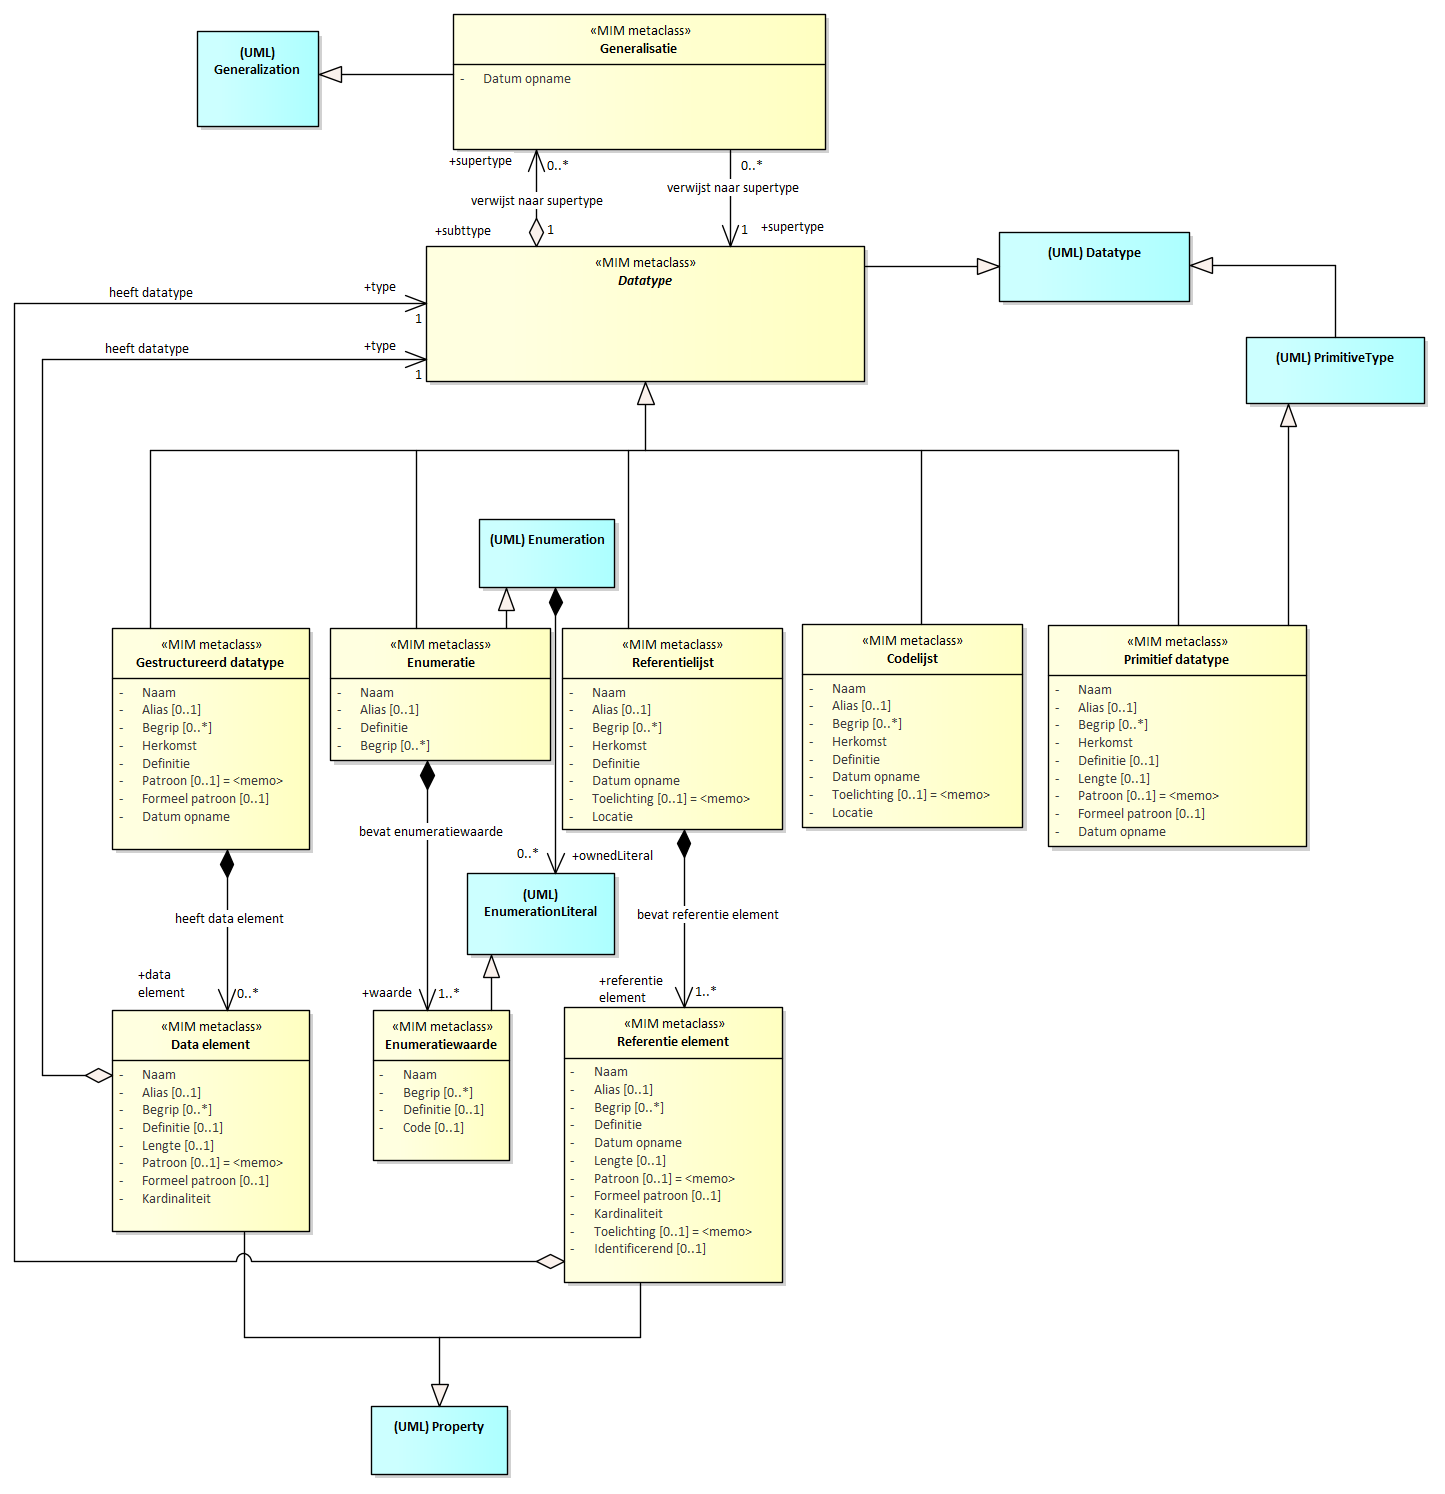 «MIM metaclass»
Generalisatie
- Datum opname
(UML)
Generalization
+supertype
0..*
0..*
verwijst naar supertype
verwijst naar supertype
+subttype
1
1
+supertype
«MIM metaclass»
Datatype
(UML) Datatype
heeft datatype
+type
1
heeft datatype
+type
1
(UML) PrimitiveType
(UML) Enumeration
«MIM metaclass»
Gestructureerd datatype
- Naam
- Alias [0..1]
- Begrip [0..*]
- Herkomst
- Definitie
- Patroon [0..1] = <memo>
- Formeel patroon [0..1]
- Datum opname
«MIM metaclass»
Enumeratie
- Naam
- Alias [0..1]
- Definitie
- Begrip [0..*]
«MIM metaclass»
Referentielijst
- Naam
- Alias [0..1]
- Begrip [0..*]
- Herkomst
- Definitie
- Datum opname
- Toelichting [0..1] = <memo>
- Locatie
«MIM metaclass»
Codelijst
- Naam
- Alias [0..1]
- Begrip [0..*]
- Herkomst
- Definitie
- Datum opname
- Toelichting [0..1] = <memo>
- Locatie
«MIM metaclass»
Primitief datatype
- Naam
- Alias [0..1]
- Begrip [0..*]
- Herkomst
- Definitie [0..1]
- Lengte [0..1]
- Patroon [0..1] = <memo>
- Formeel patroon [0..1]
- Datum opname
bevat enumeratiewaarde
0..*
+ownedLiteral
(UML)
EnumerationLiteral
heeft data element
bevat referentie element
+data
element
0..*
+waarde
1..*
+referentie
element
1..*
«MIM metaclass»
Data element
- Naam
- Alias [0..1]
- Begrip [0..*]
- Definitie [0..1]
- Lengte [0..1]
- Patroon [0..1] = <memo>
- Formeel patroon [0..1]
- Kardinaliteit
«MIM metaclass»
Enumeratiewaarde
- Naam
- Begrip [0..*]
- Definitie [0..1]
- Code [0..1]
«MIM metaclass»
Referentie element
- Naam
- Alias [0..1]
- Begrip [0..*]
- Definitie
- Datum opname
- Lengte [0..1]
- Patroon [0..1] = <memo>
- Formeel patroon [0..1]
- Kardinaliteit
- Toelichting [0..1] = <memo>
- Identificerend [0..1]
(UML) Property